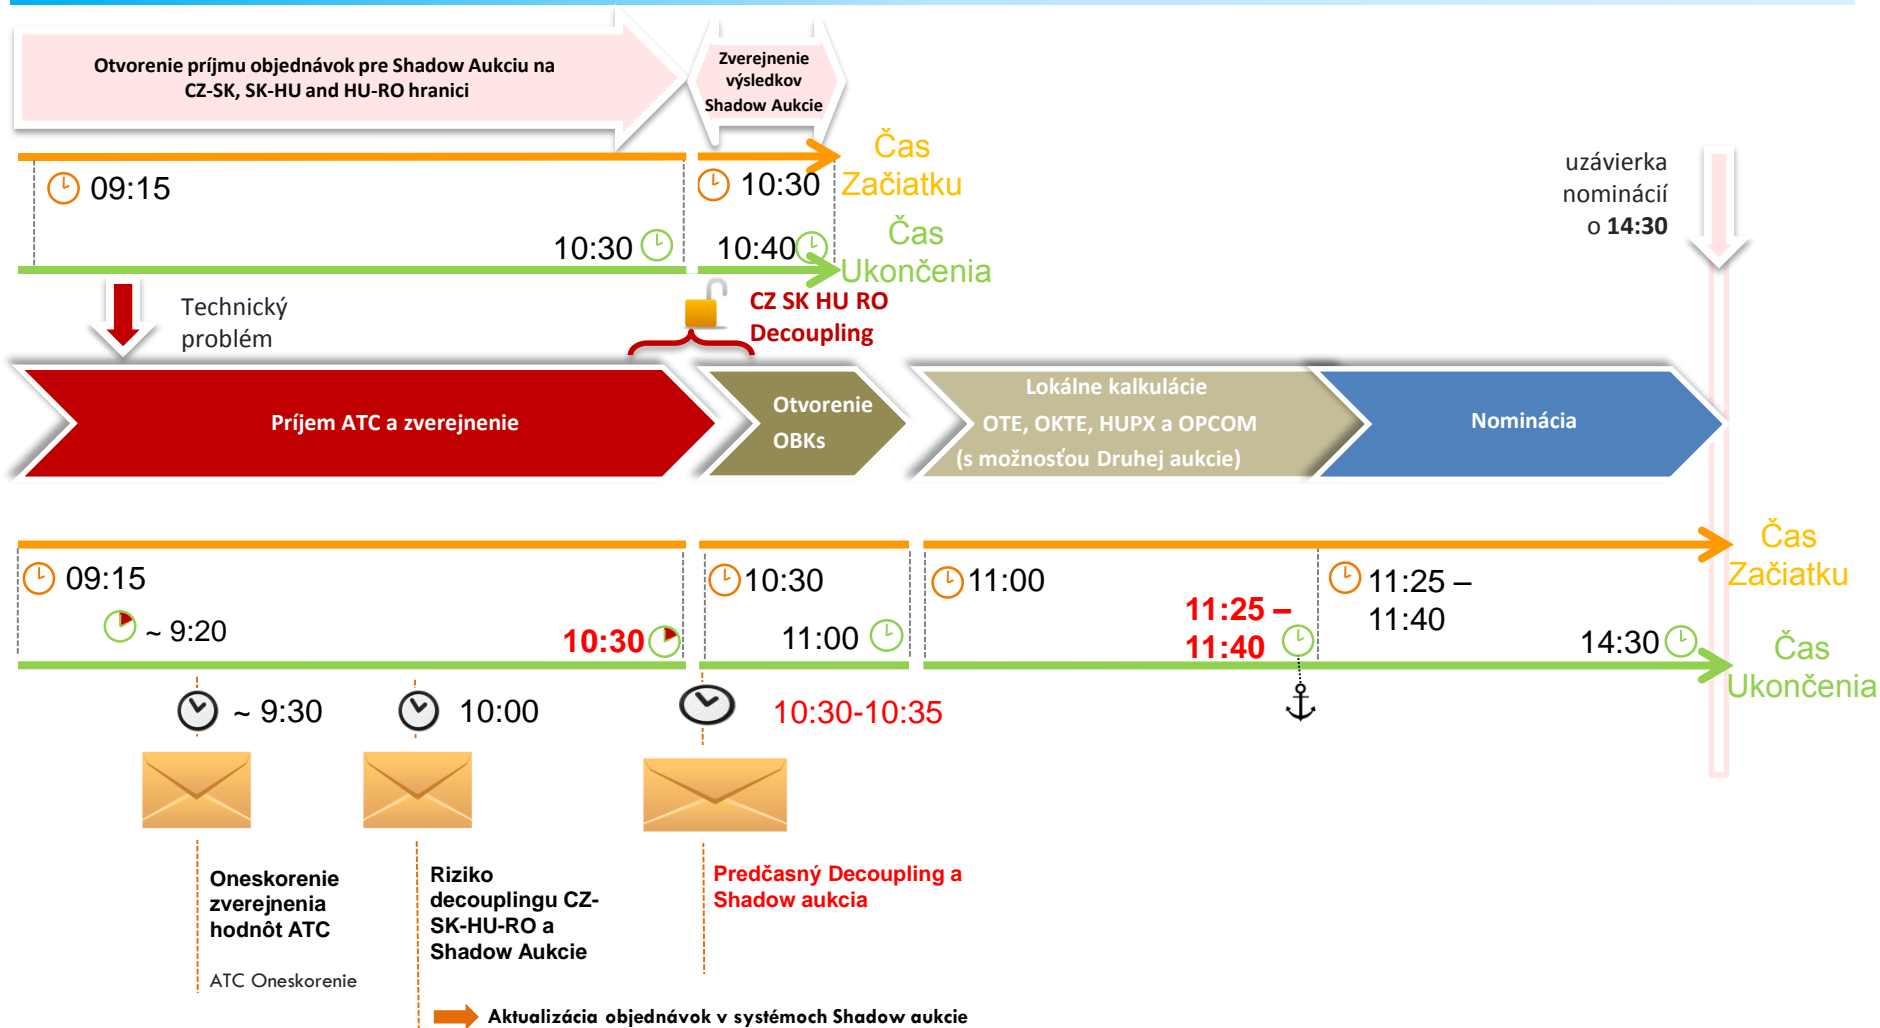 Otvorenie príjmu objednávok pre Shadow Aukciu na
CZ-SK, SK-HU and HU-RO hranici
Zverejnenie
výsledkov
Shadow Aukcie
Čas
Začiatku
09:15
10:30
10:30
10:40
Čas
Ukončenia
uzávierka
nominácií
o 14:30
Technický
problém
CZ SK HU RO
Decoupling
Príjem ATC a zverejnenie
Otvorenie
OBKs
Lokálne kalkulácie
OTE, OKTE, HUPX a OPCOM
(s možnosťou Druhej aukcie)
Nominácia
Čas
Začiatku
09:15
~ 9:20
10:30
10:30
11:00
11:00
11:25 –
11:40
11:25 –
11:40
14:30
Čas
Ukončenia
~ 9:30
10:00
10:30-10:35
Oneskorenie
zverejnenia
hodnôt ATC
ATC Oneskorenie
Riziko
decouplingu CZ-
SK-HU-RO a
Shadow Aukcie
Predčasný Decoupling a
Shadow aukcia
Aktualizácia objednávok v systémoch Shadow aukcie